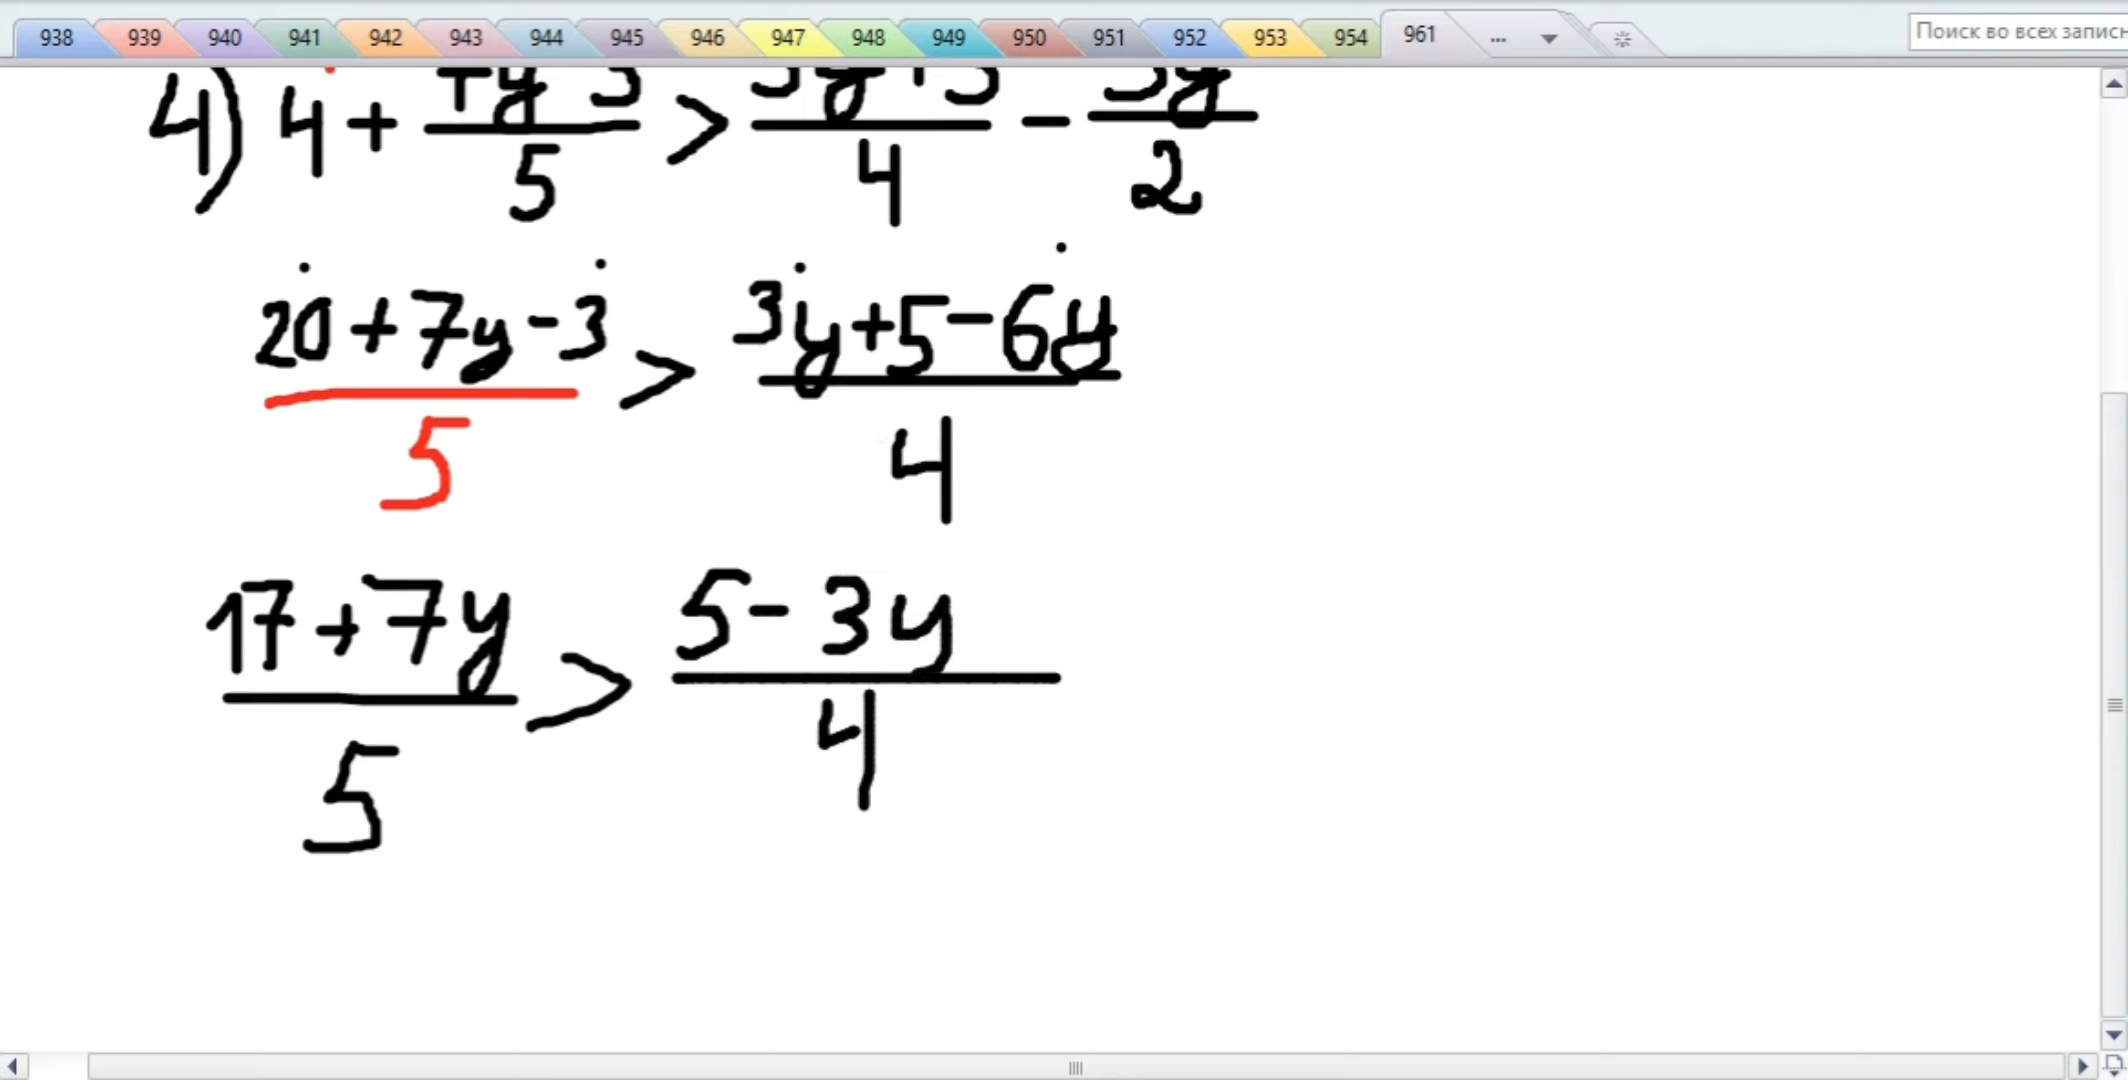 938 939 940 941 942 943 944 945 946 947 948 949 950 951 952 953 954 961 ... Поиск во всех запис
4) 4 + 7y-3/5 > 3y+5/4 - 3y/2
20+7y-3/5 > 3y+5-6y/4
17+7y/5 > 5-3y/4